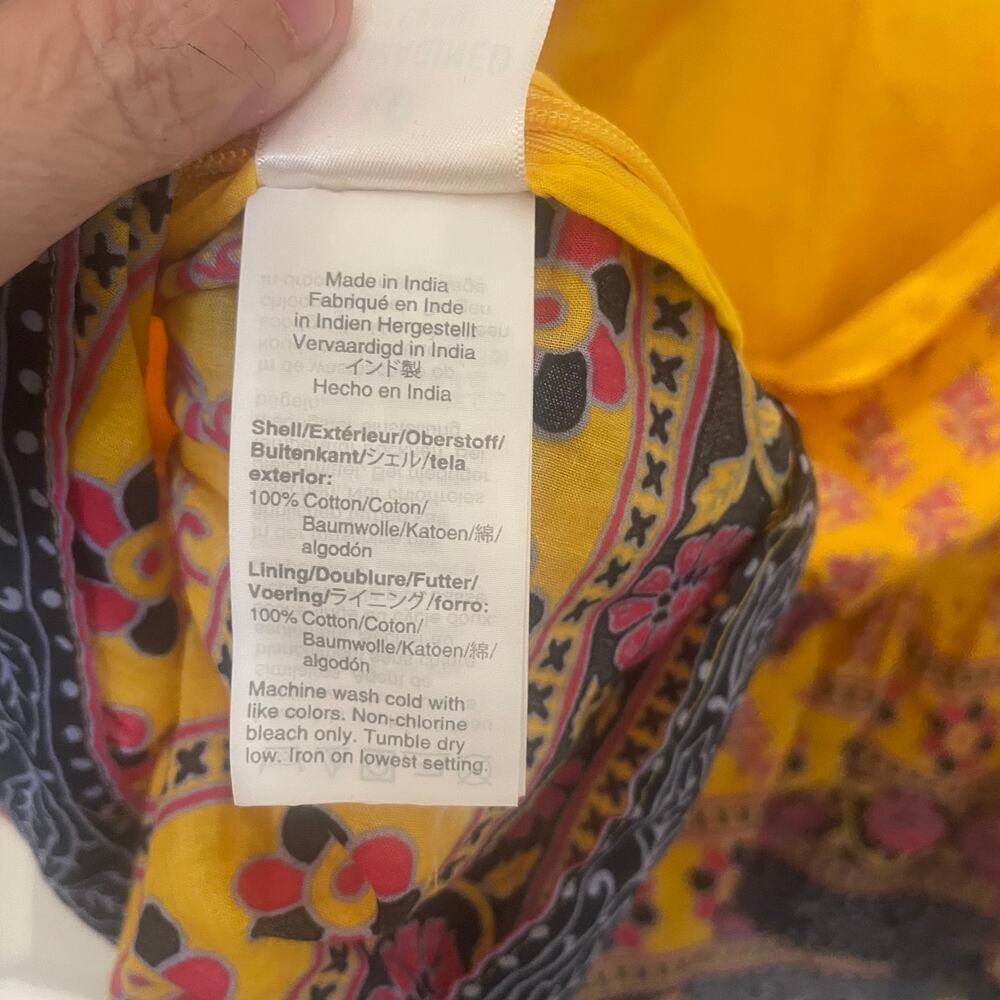 Made in India
Fabriqué en Inde
in Indien Hergestellt
Vervaardigd in India
インド製
Hecho en India
Shell/Extérieur/Oberstoff/
Buitenkant/シェル/tela
exterior:
100% Cotton/Coton/
Baumwolle/Katoen/綿/
algodón
Lining/Doublure/Futter/
Voering/ライニング/forro:
100% Cotton/Coton/
Baumwolle/Katoen/綿/
algodón
Machine wash cold with
like colors. Non-chlorine
bleach only. Tumble dry
low. Iron on lowest setting.